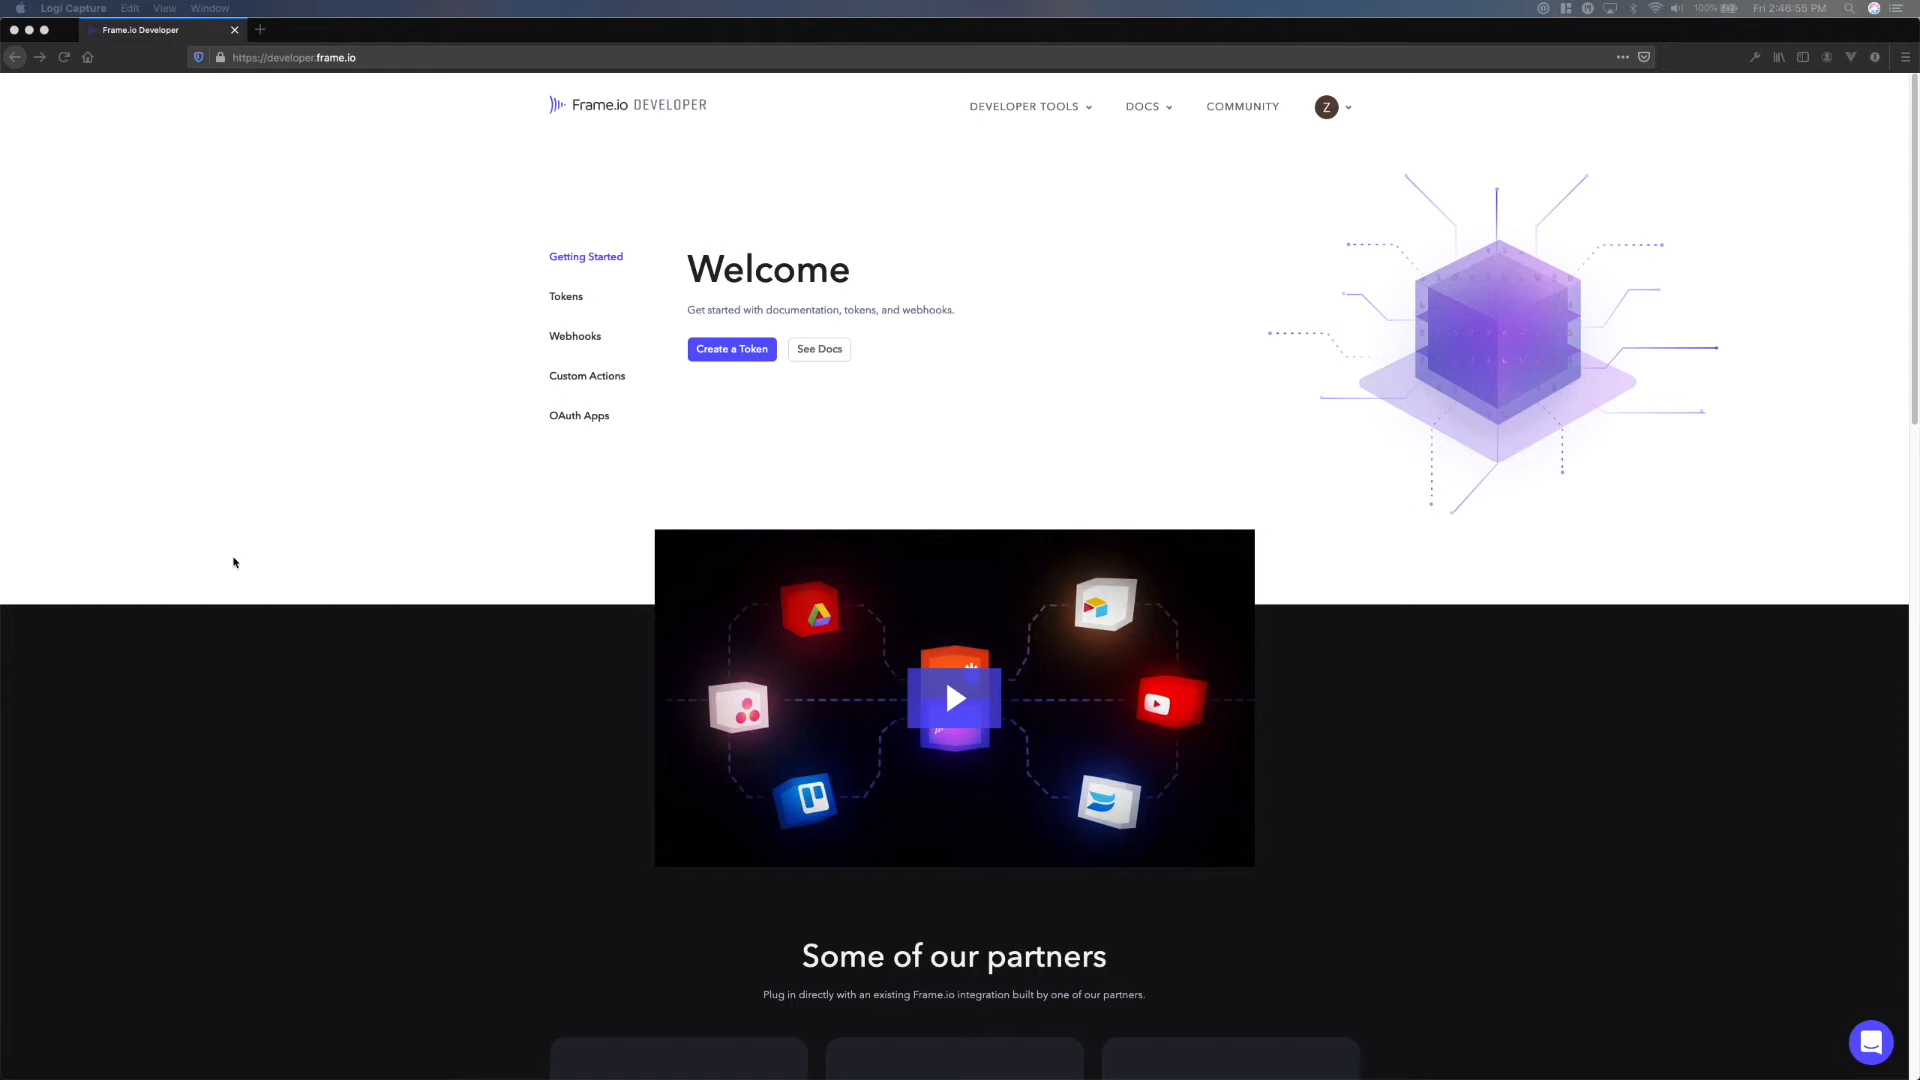 Logi Capture Edit View Window
100% Fri 2:46:55 PM
Frame.io Developer
https://developer.frame.io
Frame.io DEVELOPER
DEVELOPER TOOLS
DOCS
COMMUNITY
Z
Getting Started
Tokens
Webhooks
Custom Actions
OAuth Apps
Welcome
Get started with documentation, tokens, and webhooks.
Create a Token
See Docs
Some of our partners
Plug in directly with an existing Frame.io integration built by one of our partners.